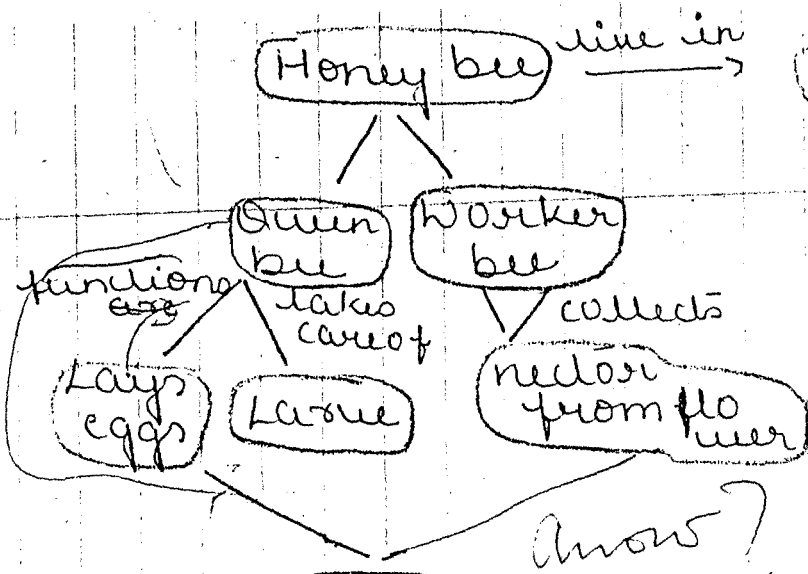 Honey bee live in
Queen bee
Worker bee
functions are
takes care of
collects
Lays eggs
Larve
nector from flower
Arrow?